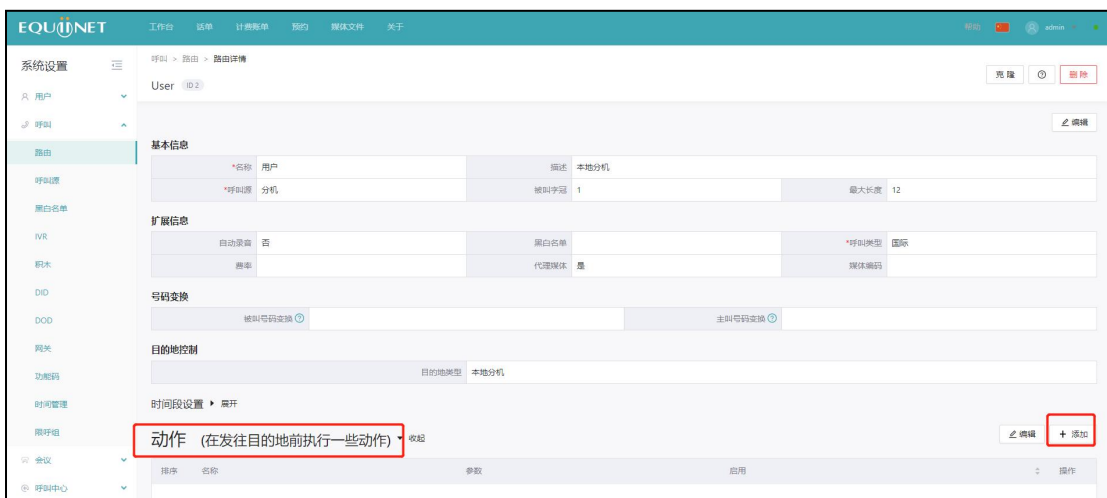 EQUIINET 工作台 话单 计费账单 预约 媒体文件 关于 帮助 admin
系统设置 呼叫 > 路由 > 路由详情
User ID 2 克隆 删除
用户
呼叫 编辑
路由 基本信息
*名称 用户 描述 本地分机
呼叫源 *呼叫源 分机 被叫字冠 1 最大长度 12
黑白名单 扩展信息
IVR 自动录音 否 黑白名单 *呼叫类型 国际
积木 费率 代理媒体 是 媒体编码
DID 号码变换
DOD 被叫号码变换 主叫号码变换
网关 目的地控制
功能码 目的地类型 本地分机
时间管理 时间段设置 展开
限呼组 动作 (在发往目的地前执行一些动作) 收起 编辑 + 添加
会议 排序 名称 参数 启用 操作
呼叫中心